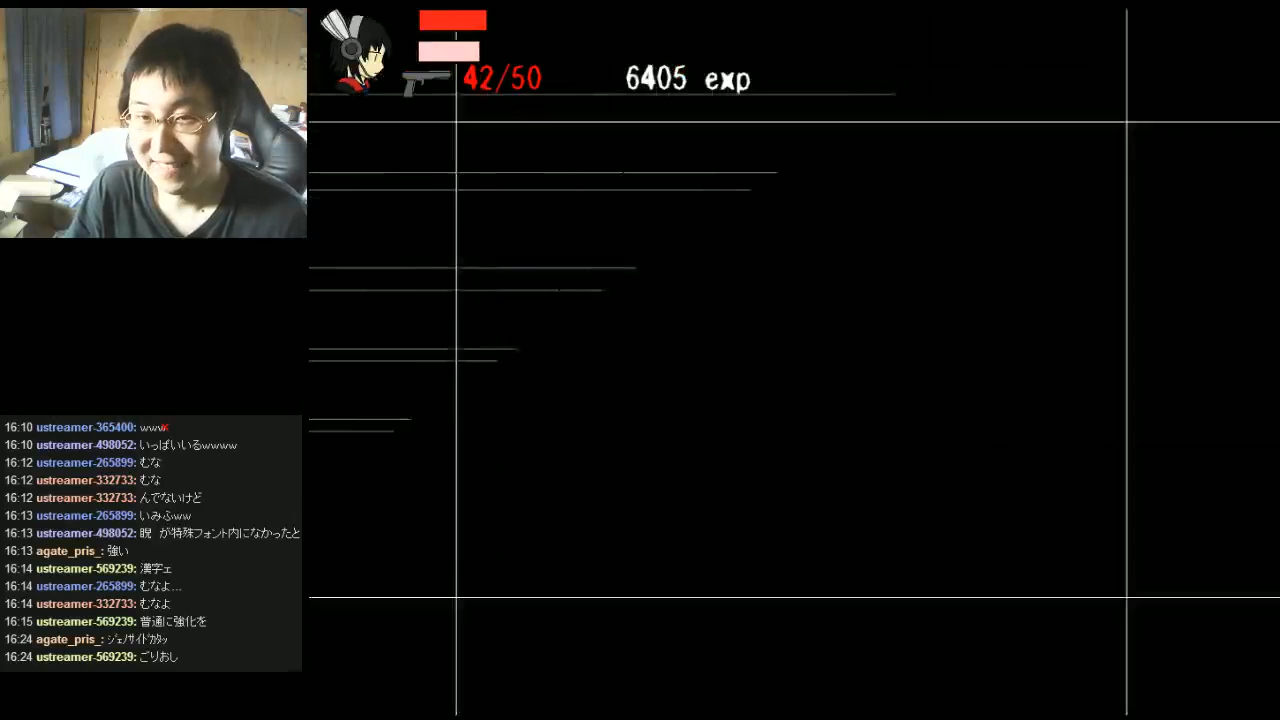 42/50 6405 exp
16:10 ustreamer-365400: www
16:10 ustreamer-498052: いっぱいいるwwww
16:12 ustreamer-265899: むな
16:12 ustreamer-332733: むな
16:12 ustreamer-332733: んでないけど
16:13 ustreamer-265899: いみふww
16:13 ustreamer-498052: 睨 が特殊フォント内になかったと
16:13 agate_pris_: 強い
16:14 ustreamer-569239: 漢字ェ
16:14 ustreamer-265899: むなよ...
16:14 ustreamer-332733: むなよ
16:15 ustreamer-569239: 普通に強化を
16:24 agate_pris_: ｼﾞｪﾉｻｲﾄﾞｶﾀｯ
16:24 ustreamer-569239: ごりおし